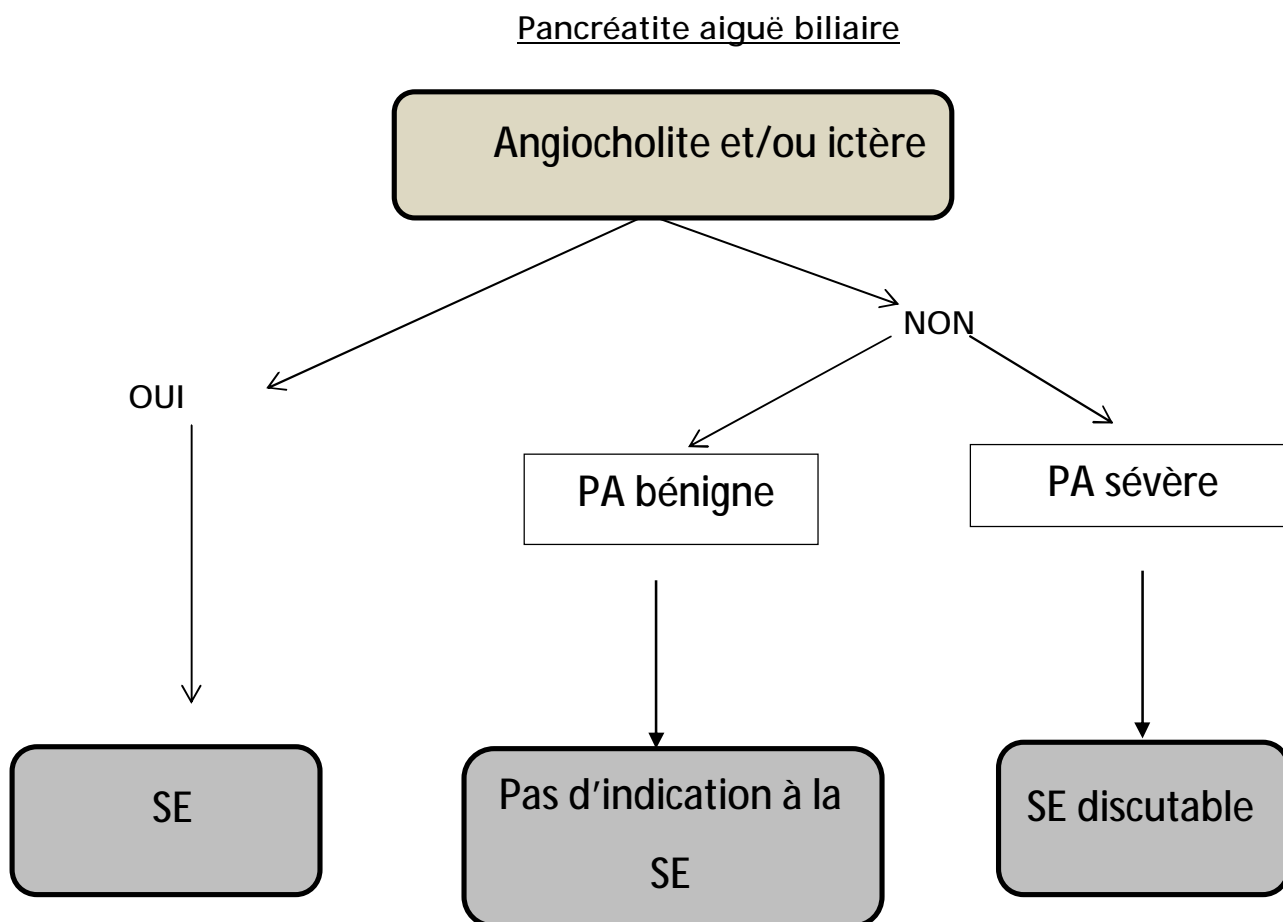 Pancréatite aiguë biliaire
Angiocholite et/ou ictère
NON
OUI
PA bénigne
PA sévère
SE
Pas d’indication à la
SE
SE discutable